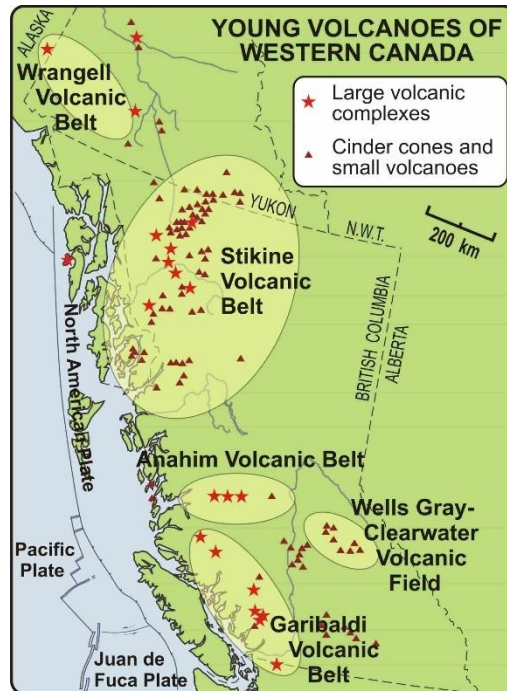 YOUNG VOLCANOES OF
WESTERN CANADA
ALASKA
Wrangell
Volcanic
Belt
Large volcanic
complexes
Cinder cones and
small volcanoes
YUKON
N.W.T.
200 km
Stikine
Volcanic
Belt
BRITISH COLUMBIA
ALBERTA
North American Plate
Anahim Volcanic Belt
Wells Gray-
Clearwater
Volcanic
Field
Pacific
Plate
Garibaldi
Volcanic
Belt
Juan de
Fuca Plate